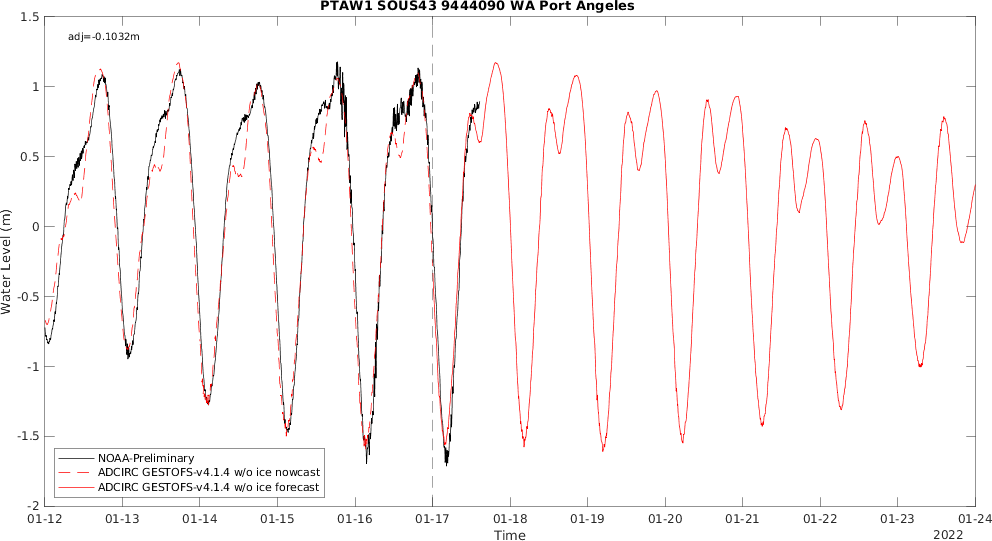 PTAW1 SOUS43 9444090 WA Port Angeles
adj=-0.1032m
1.5
1
0.5
0
-0.5
-1
-1.5
-2
Water Level (m)
NOAA-Preliminary
ADCIRC GESTOFS-v4.1.4 w/o ice nowcast
ADCIRC GESTOFS-v4.1.4 w/o ice forecast
01-12 01-13 01-14 01-15 01-16 01-17 01-18 01-19 01-20 01-21 01-22 01-23 01-24
Time
2022